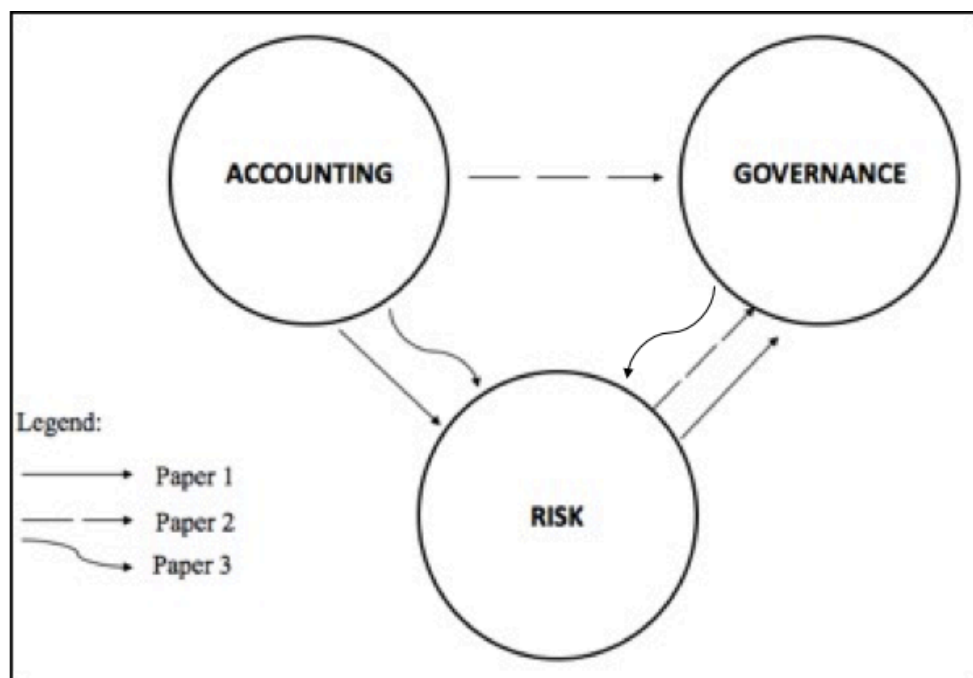 ACCOUNTING
GOVERNANCE
RISK
Legend:
Paper 1
Paper 2
Paper 3